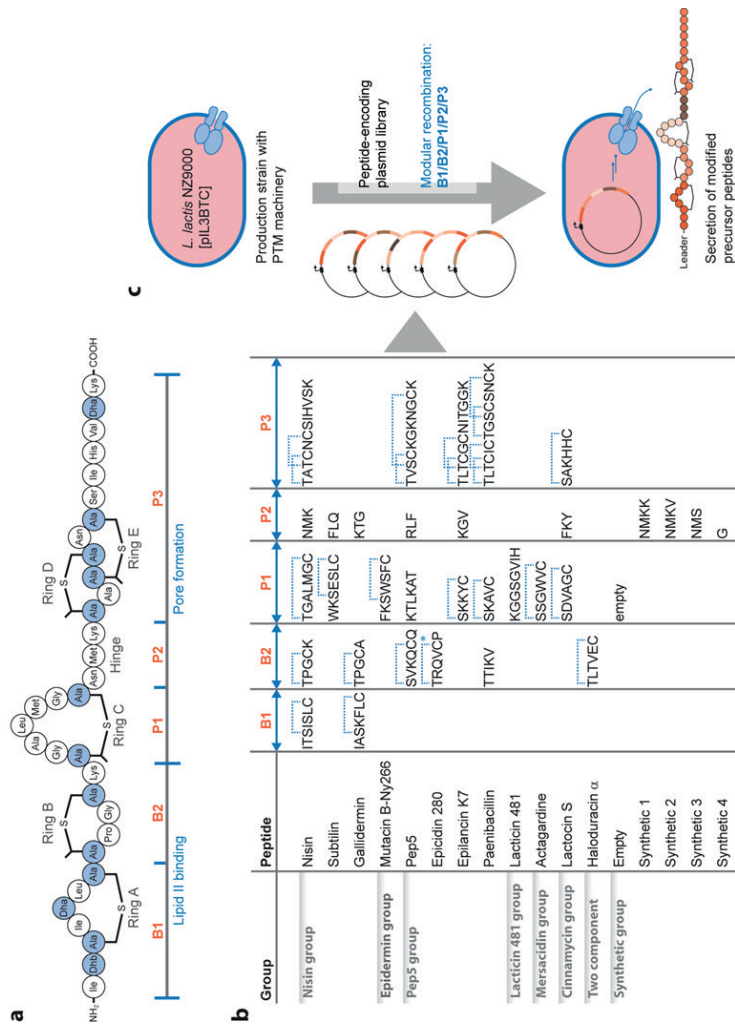 a
NH2 Ile Dhb Ala Ile Dha Leu Ala Ala Pro Gly Ala Lys Ala Gly Ala Leu Met Gly Ala Asn Met Lys Ala Ala Ala Ala Asn Ala Ser Ile His Val Dha Lys COOH
S S S S S
Ring A Ring B Ring C Hinge Ring D Ring E
B1 B2 P1 P2 P3
Lipid II binding Pore formation
b
Group Peptide B1 B2 P1 P2 P3
Nisin group Nisin ITSISLC TPGCK TGALMGC NMK TATCNCSIHVSK
Subtilin WKSESLC FLQ
Gallidermin IASKFLC TPGCA KTG
Epidermin group Mutacin B-Ny266 FKSWSFC
Pep5 group Pep5 SVKQCQ KTLKAT RLF TVSCKGKNGCK
Epicidin 280 TRQVCP*
Epilancin K7 SKKYC KGV TLTCGCNITGGK
Paenibacillin TTIKV SKAVC TLTCICTGSCSNCK
Lacticin 481 group Lacticin 481 KGGSGVIH
Mersacidin group Actagardine SSGWVC
Cinnamycin group Lactocin S SDVAGC FKY SAKHHC
Two component Haloduracin α TLTVEC
Synthetic group Empty empty
Synthetic 1 NMKK
Synthetic 2 NMKV
Synthetic 3 NMS
Synthetic 4 G
c
L. lactis NZ9000
[pIL3BTC]
Production strain with
PTM machinery
Peptide-encoding
plasmid library
Modular recombination:
B1/B2/P1/P2/P3
Leader
Secretion of modified
precursor peptides